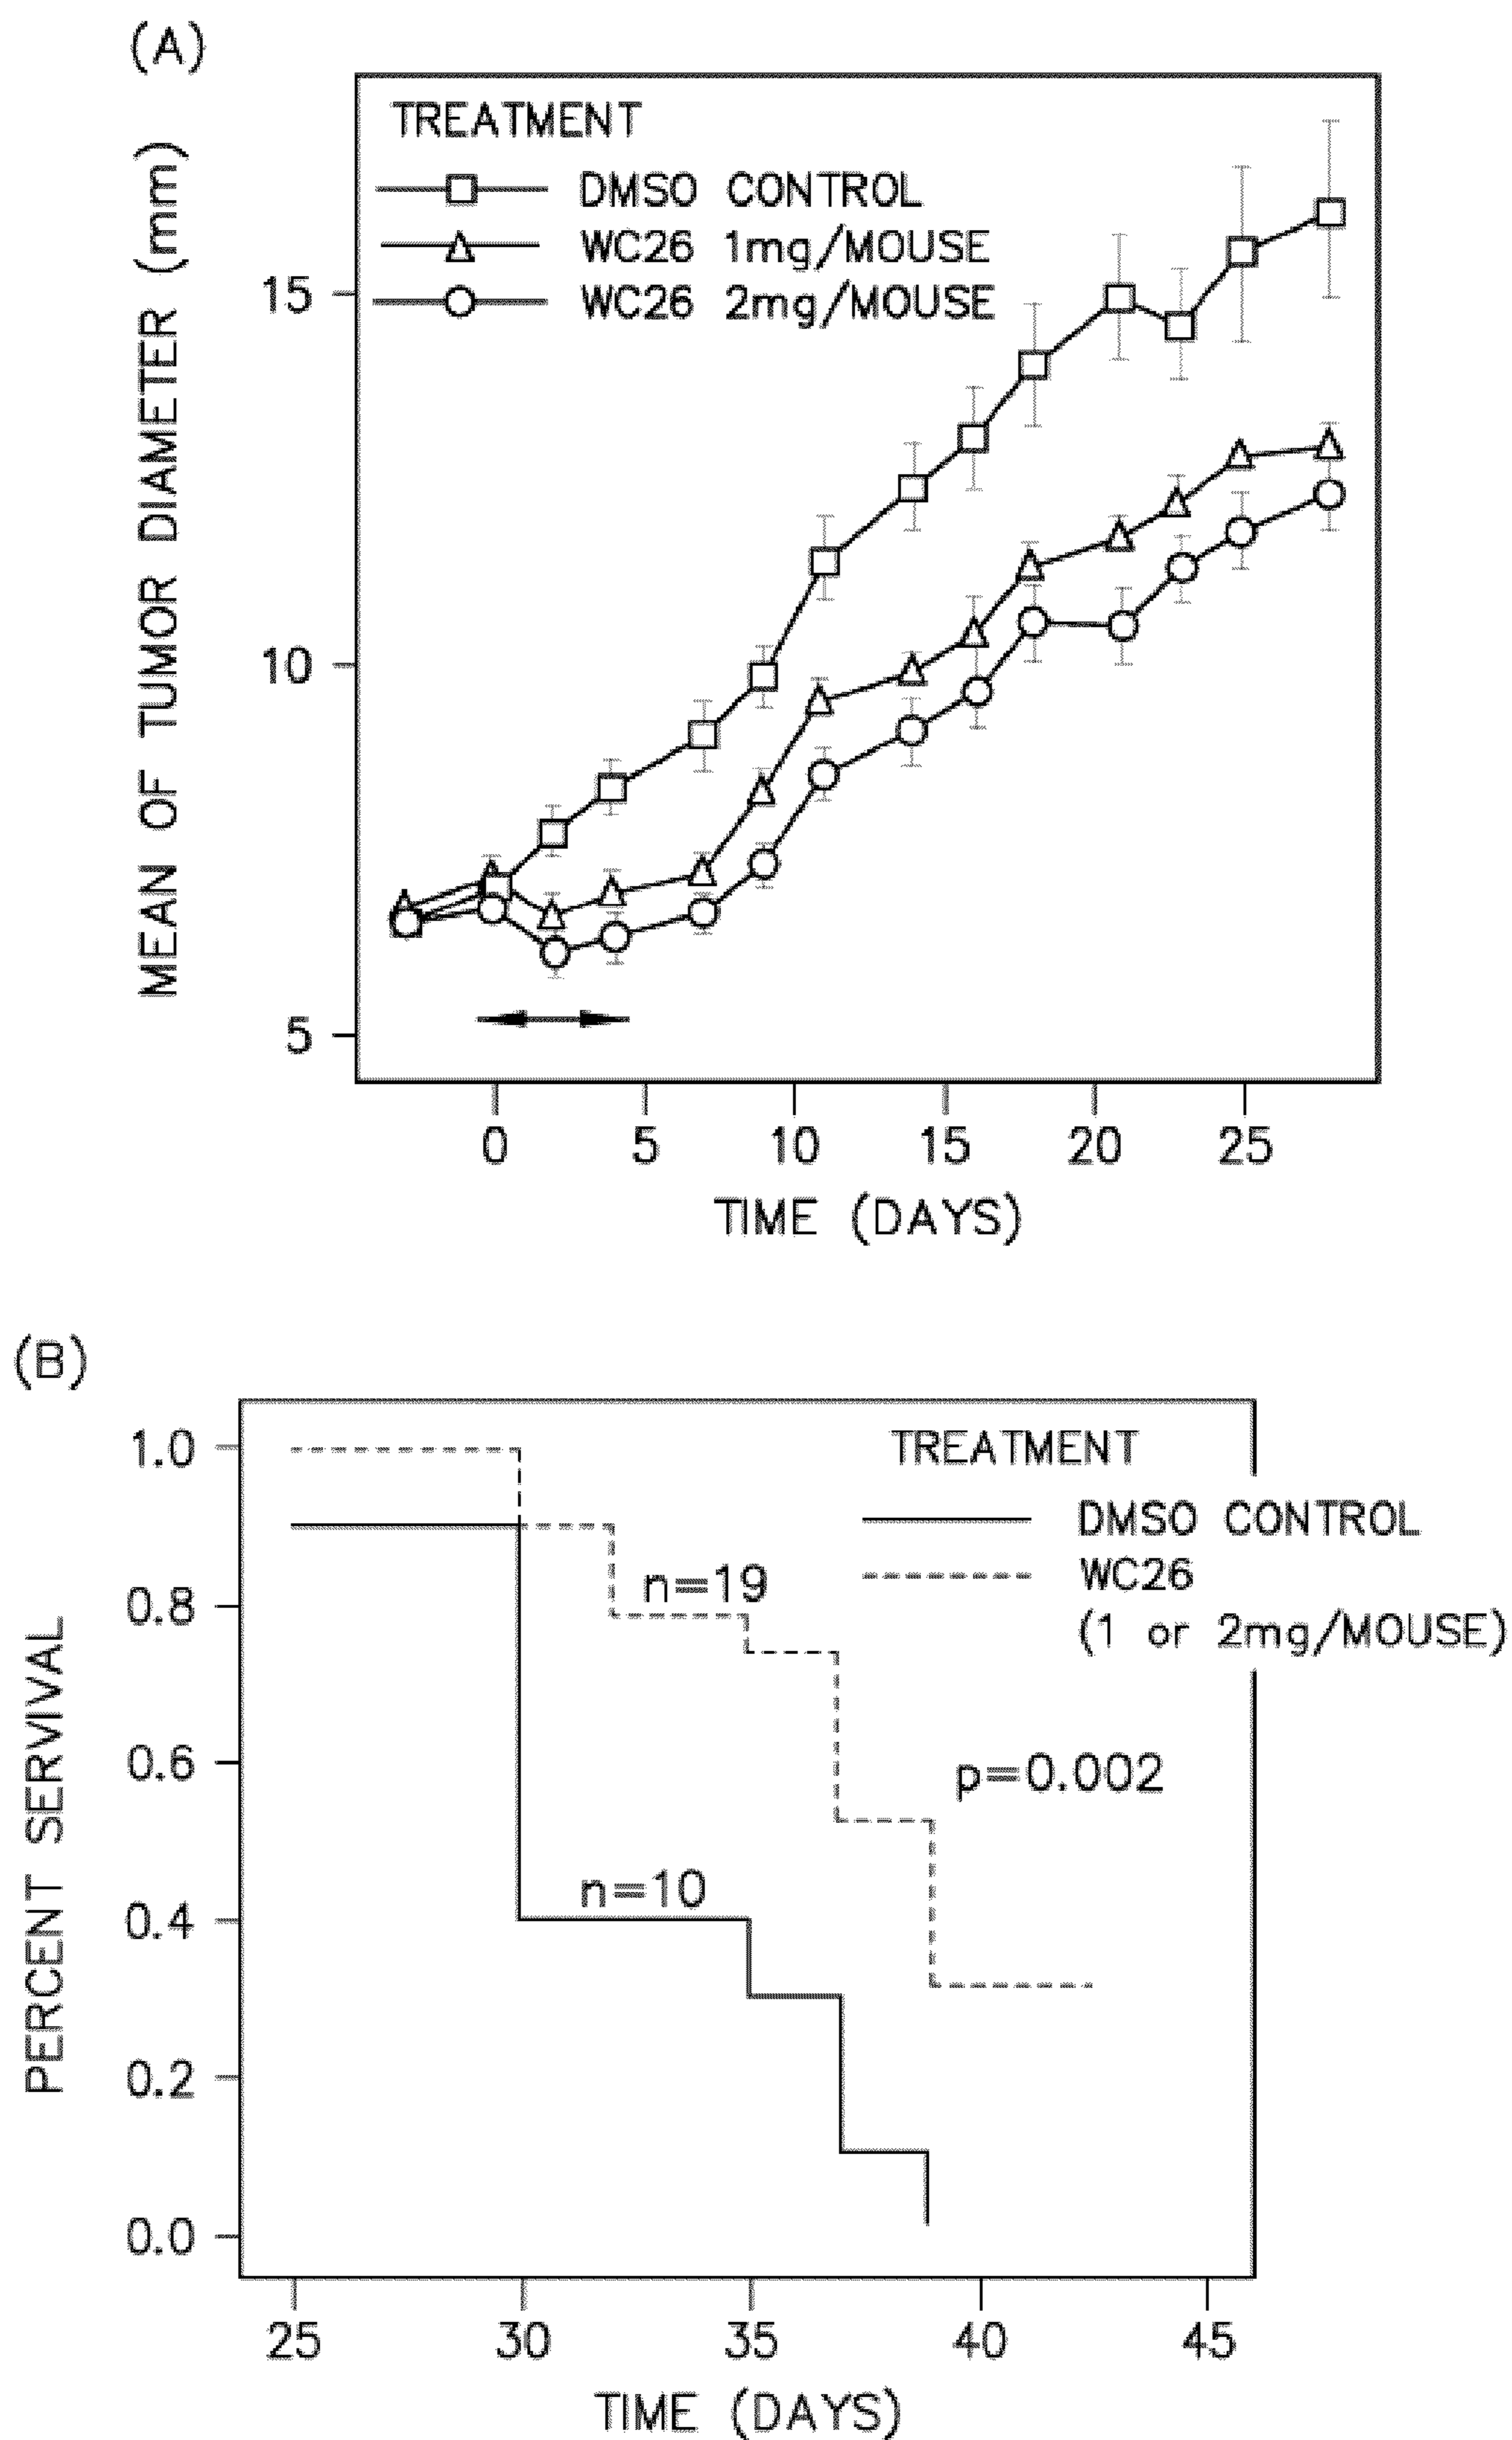 (A)
TREATMENT
DMSO CONTROL
WC26 1mg/MOUSE
WC26 2mg/MOUSE
MEAN OF TUMOR DIAMETER (mm)
15
10
5
0 5 10 15 20 25
TIME (DAYS)
(B)
TREATMENT
DMSO CONTROL
WC26
(1 or 2mg/MOUSE)
n=19
p=0.002
n=10
PERCENT SERVIVAL
1.0
0.8
0.6
0.4
0.2
0.0
25 30 35 40 45
TIME (DAYS)